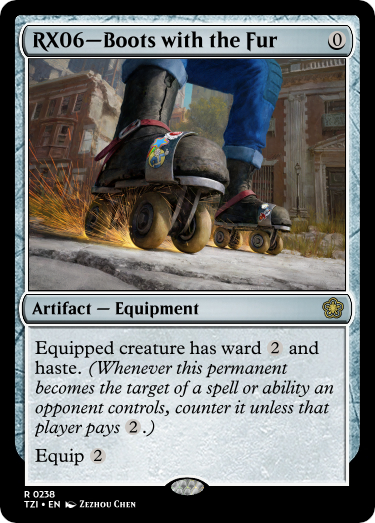 RX06—Boots with the Fur 0
Artifact — Equipment
Equipped creature has ward 2 and
haste. (Whenever this permanent
becomes the target of a spell or ability an
opponent controls, counter it unless that
player pays 2.)
Equip 2
R 0238
TZI • EN Zezhou Chen